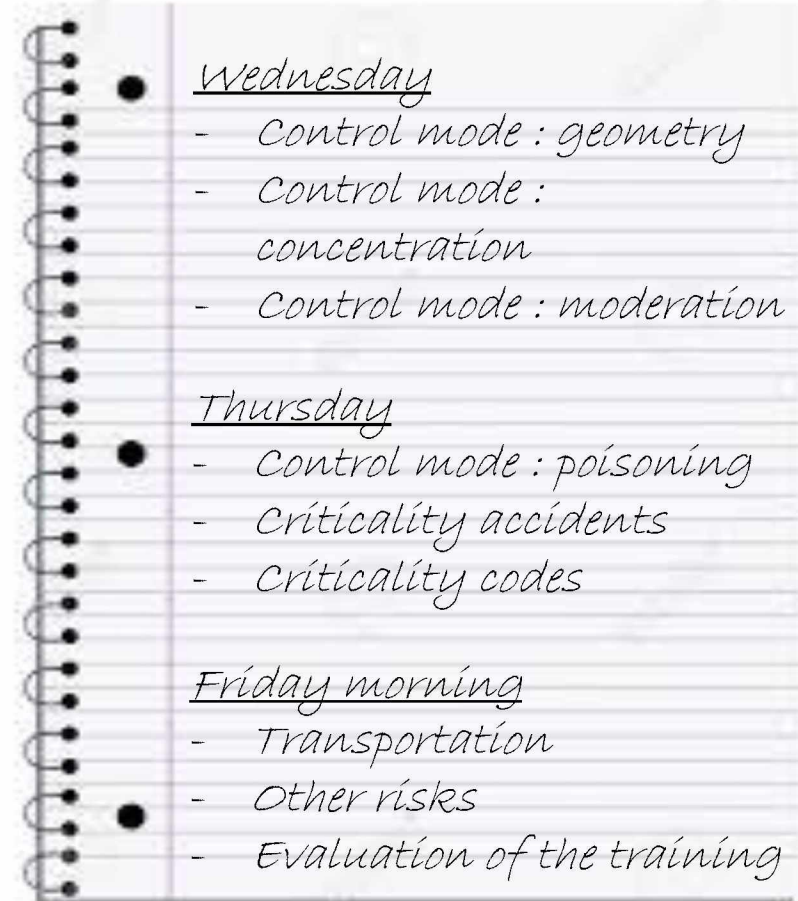 Wednesday
- Control mode : geometry
- Control mode :
concentration
- Control mode : moderation
Thursday
- Control mode : poisoning
- Criticality accidents
- Criticality codes
Friday morning
- Transportation
- Other risks
- Evaluation of the training